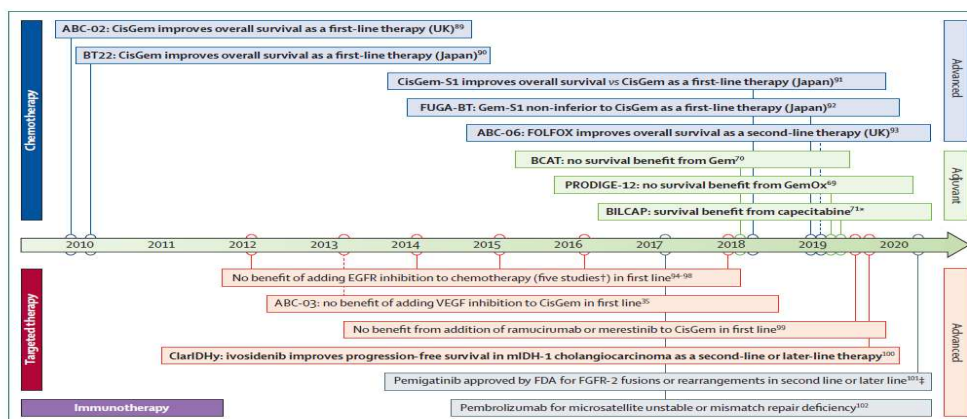 Chemotherapy
ABC-02: CisGem improves overall survival as a first-line therapy (UK)⁸⁹
BT22: CisGem improves overall survival as a first-line therapy (Japan)⁹⁰
CisGem-S1 improves overall survival vs CisGem as a first-line therapy (Japan)⁹¹
FUGA-BT: Gem-S1 non-inferior to CisGem as a first-line therapy (Japan)⁹²
ABC-06: FOLFOX improves overall survival as a second-line therapy (UK)⁹³
Advanced
BCAT: no survival benefit from Gem⁷⁰
PRODIGE-12: no survival benefit from GemOx⁶⁹
BILCAP: survival benefit from capecitabine⁷¹*
Adjuvant
2010 2011 2012 2013 2014 2015 2016 2017 2018 2019 2020
Targeted therapy
No benefit of adding EGFR inhibition to chemotherapy (five studies†) in first line⁹⁴⁻⁹⁸
ABC-03: no benefit of adding VEGF inhibition to CisGem in first line³⁵
No benefit from addition of ramucirumab or merestinib to CisGem in first line⁹⁹
ClarIDHy: ivosidenib improves progression-free survival in mIDH-1 cholangiocarcinoma as a second-line or later-line therapy¹⁰⁰
Pemigatinib approved by FDA for FGFR-2 fusions or rearrangements in second line or later line¹⁰¹‡
Immunotherapy
Pembrolizumab for microsatellite unstable or mismatch repair deficiency¹⁰²
Advanced